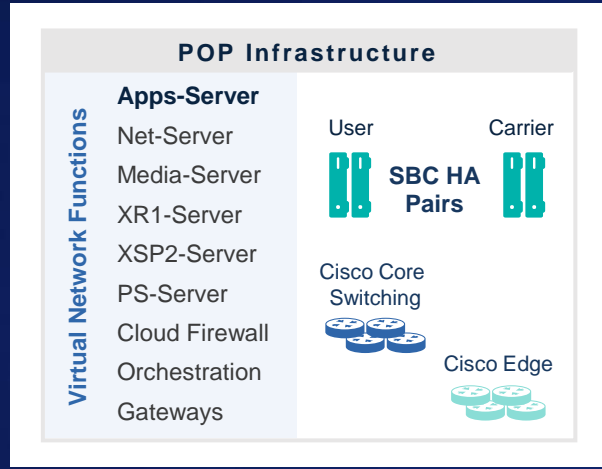 POP Infrastructure
Virtual Network Functions
Apps-Server
Net-Server
Media-Server
XR1-Server
XSP2-Server
PS-Server
Cloud Firewall
Orchestration
Gateways
User
Carrier
SBC HA
Pairs
Cisco Core
Switching
Cisco Edge